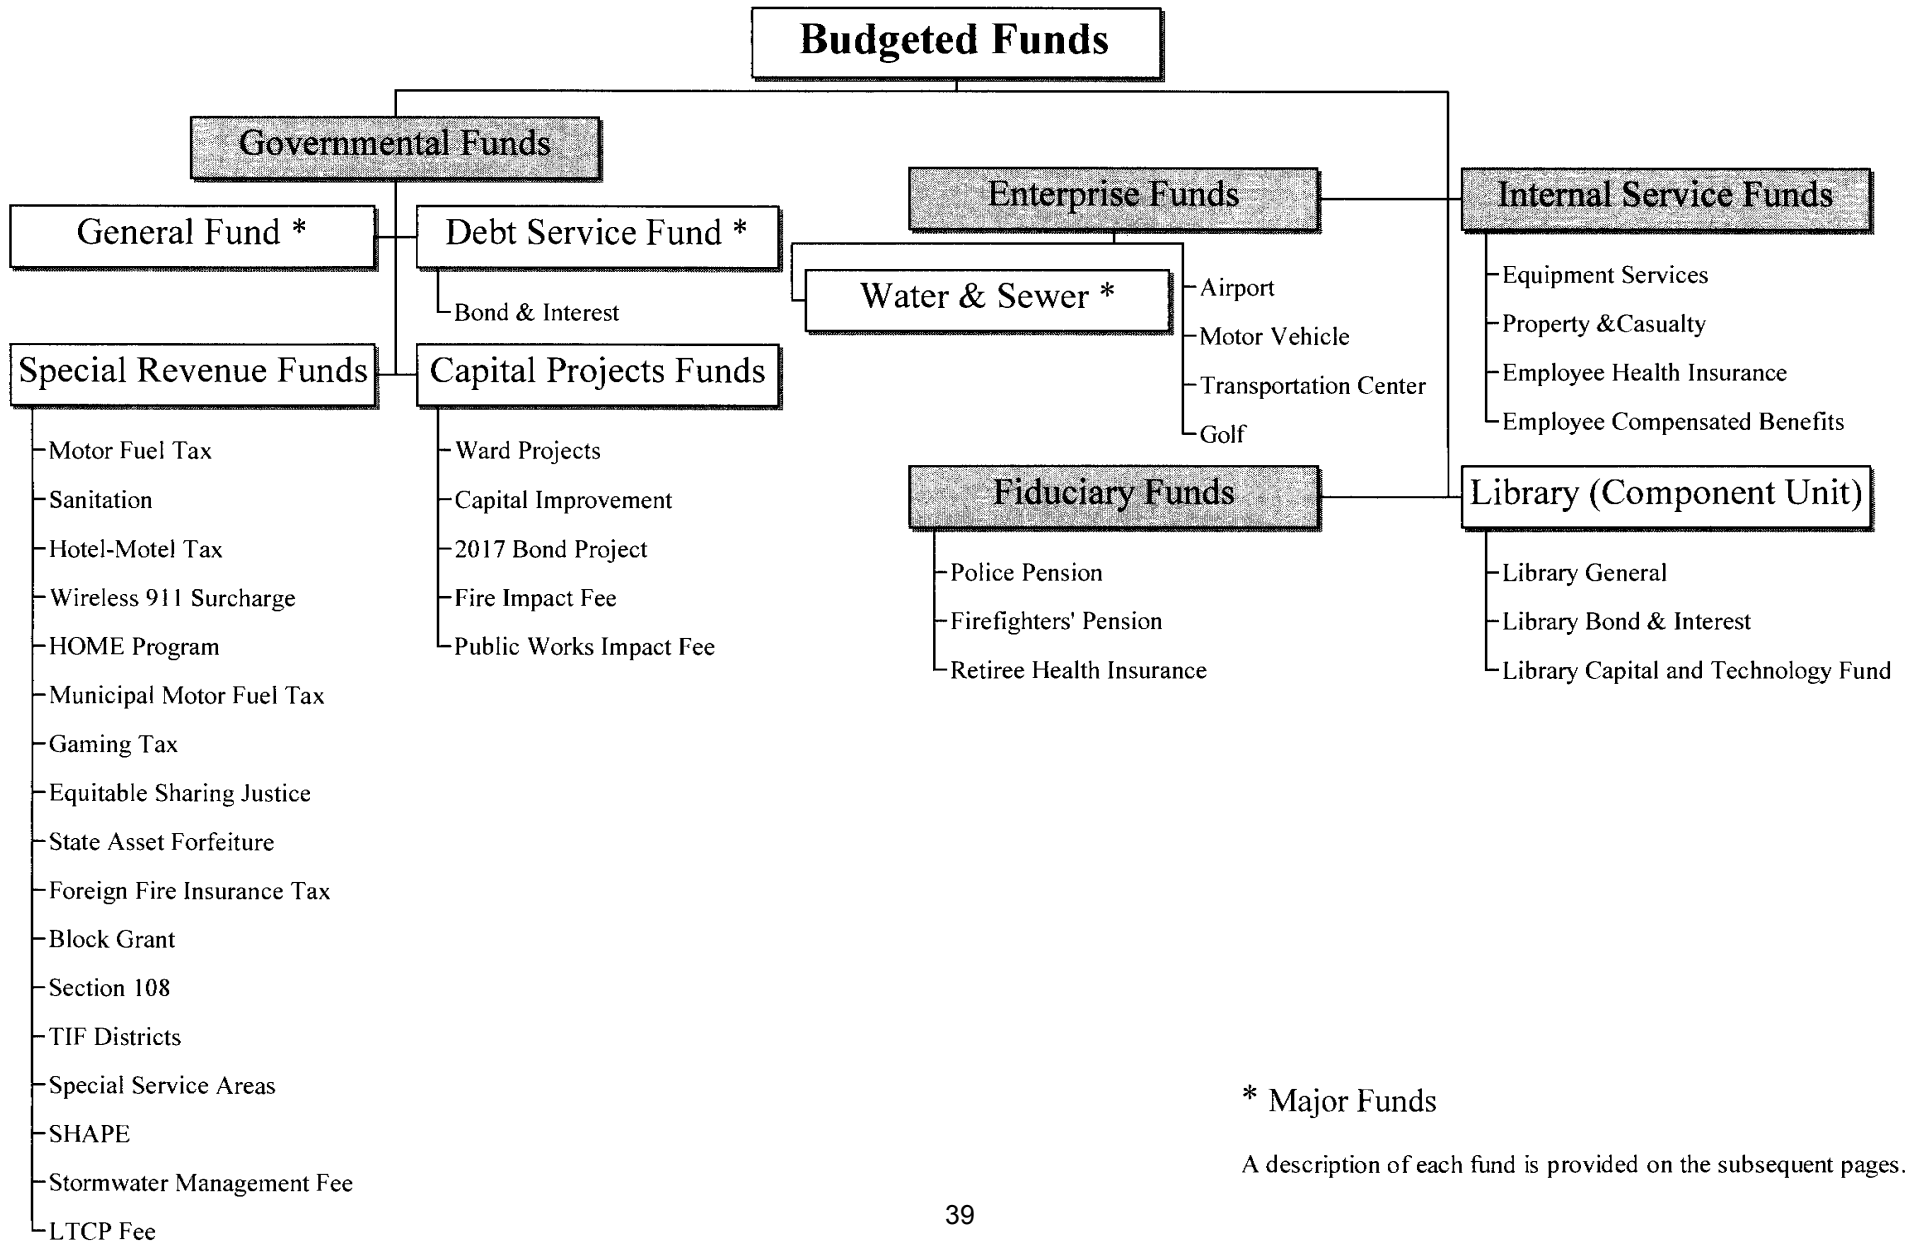 Budgeted Funds
Governmental Funds
General Fund *
Debt Service Fund *
Bond & Interest
Special Revenue Funds
Motor Fuel Tax
Sanitation
Hotel-Motel Tax
Wireless 911 Surcharge
HOME Program
Municipal Motor Fuel Tax
Gaming Tax
Equitable Sharing Justice
State Asset Forfeiture
Foreign Fire Insurance Tax
Block Grant
Section 108
TIF Districts
Special Service Areas
SHAPE
Stormwater Management Fee
LTCP Fee
Capital Projects Funds
Ward Projects
Capital Improvement
2017 Bond Project
Fire Impact Fee
Public Works Impact Fee
Enterprise Funds
Water & Sewer *
Airport
Motor Vehicle
Transportation Center
Golf
Internal Service Funds
Equipment Services
Property &Casualty
Employee Health Insurance
Employee Compensated Benefits
Fiduciary Funds
Police Pension
Firefighters' Pension
Retiree Health Insurance
Library (Component Unit)
Library General
Library Bond & Interest
Library Capital and Technology Fund
* Major Funds
A description of each fund is provided on the subsequent pages.
39